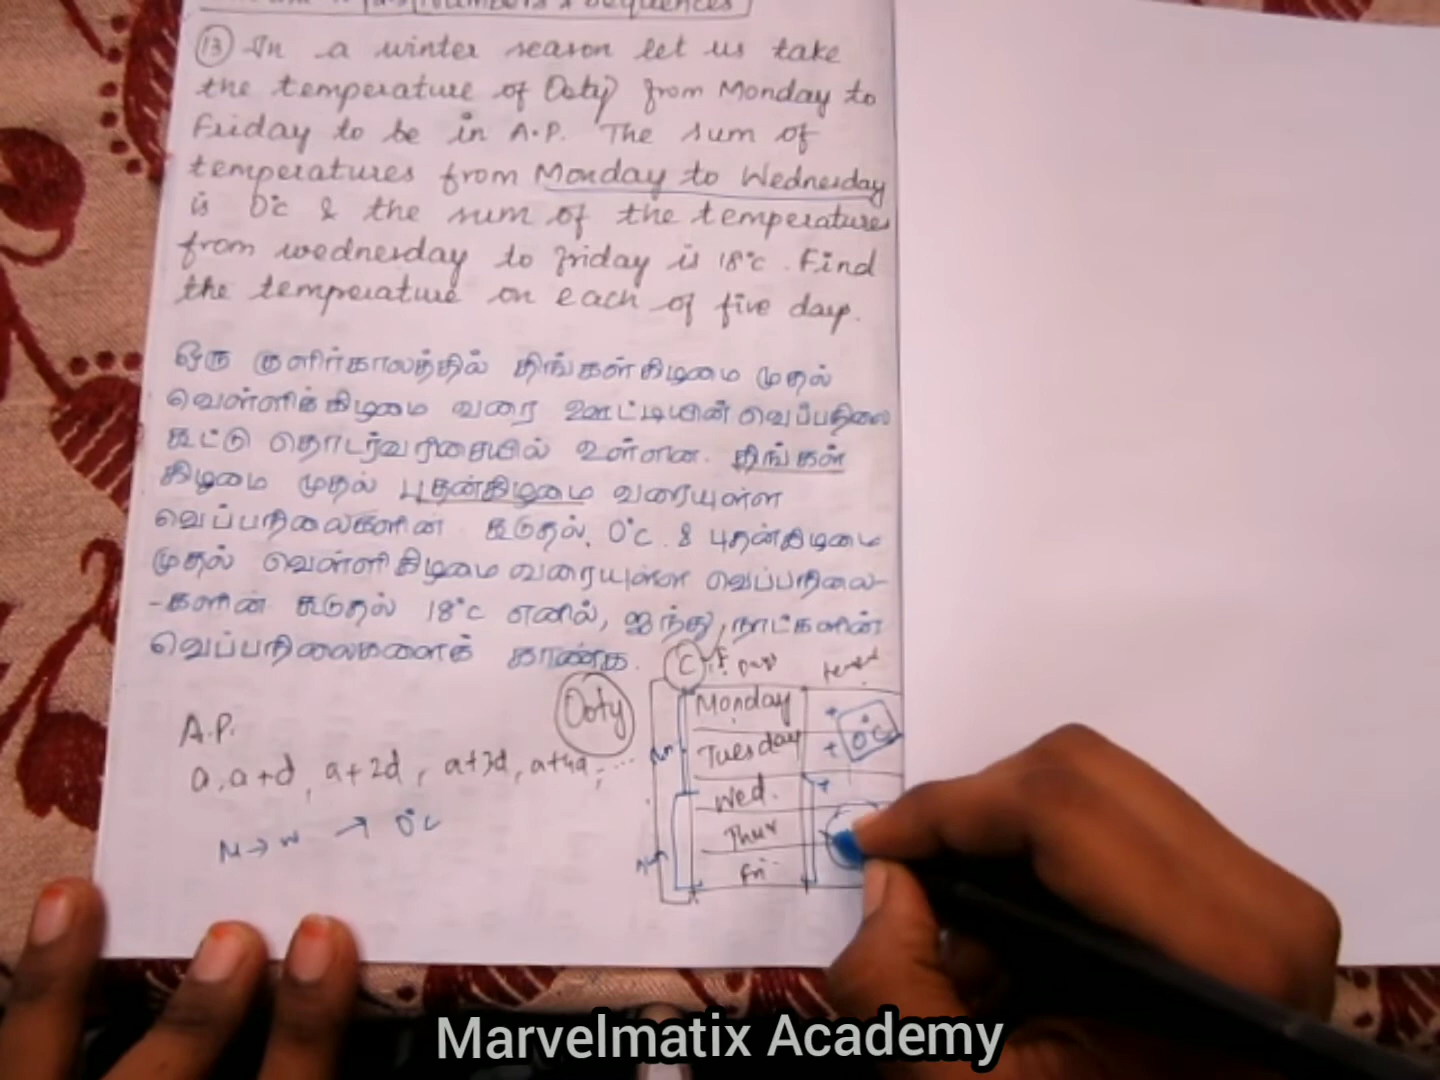 Numbers & Sequences
13 In a winter season let us take
the temperature of Ooty from Monday to
Friday to be in A.P. The sum of
temperatures from Monday to Wednesday
is 0°c & the sum of the temperatures
from wednesday to friday is 18°c. Find
the temperature on each of five days.
ஒரு குளிர்காலத்தில் திங்கள்கிழமை முதல்
வெள்ளிக்கிழமை வரை ஊட்டியின் வெப்பநிலை
கூட்டு தொடர்வரிசையில் உள்ளன. திங்கள்
கிழமை முதல் புதன்கிழமை வரையுள்ள
வெப்பநிலைகளின் கூடுதல் 0°c & புதன்கிழமை
முதல் வெள்ளிகிழமை வரையுள்ள வெப்பநிலை-
-களின் கூடுதல் 18°c எனில், ஐந்து நாட்களின்
வெப்பநிலைகளைக் காண்க.
C F
Ooty
Monday
Tuesday
Wed.
Thur
Fri
0°c
A.P.
a, a+d, a+2d, a+3d, a+4d, ...
M→W → 0°c
Marvelmatix Academy